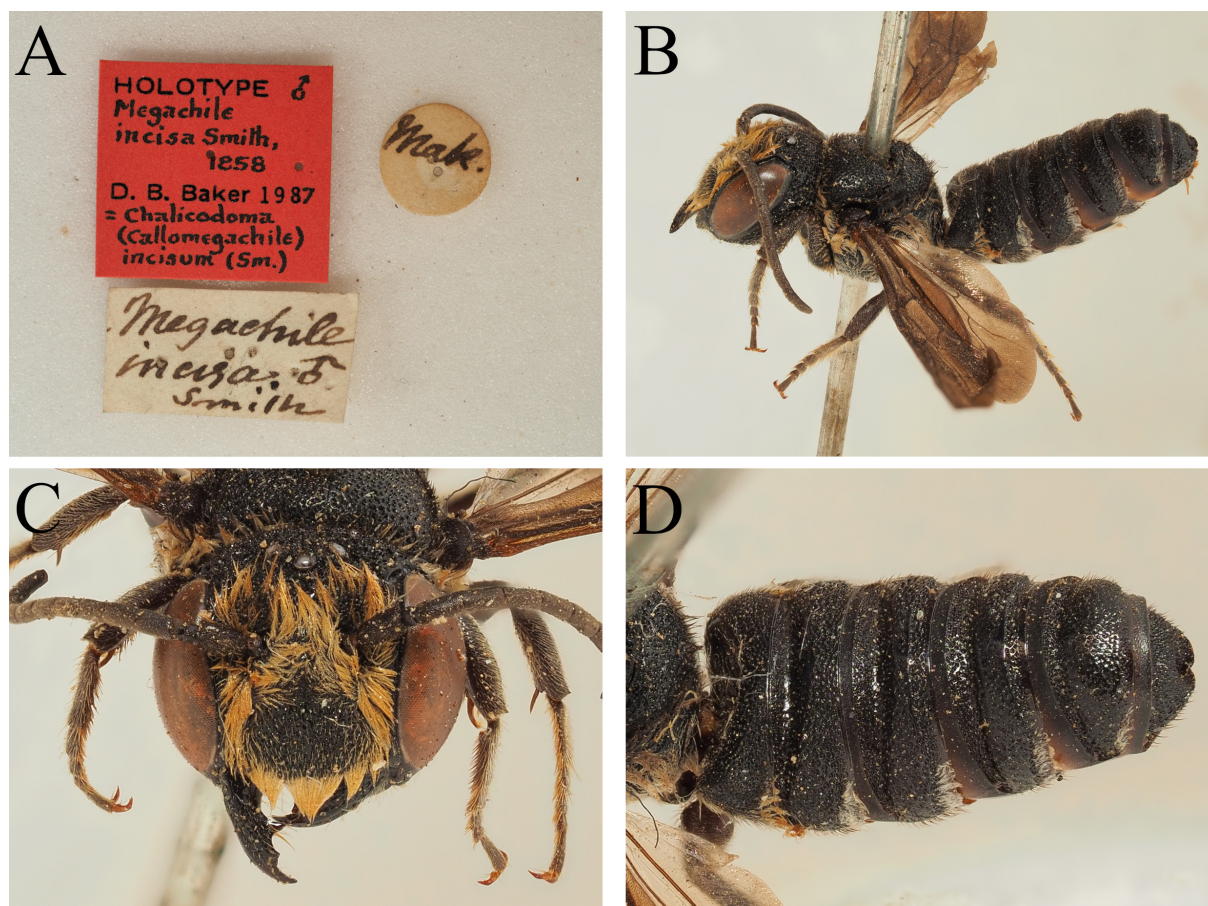 A
HOLOTYPE ♂
Megachile
incisa Smith,
1858
D. B. Baker 1987
= Chalicodoma
(Callomegachile)
incisum (Sm.)
Mak.
Megachile
incisa. ♂
Smith
B
C
D